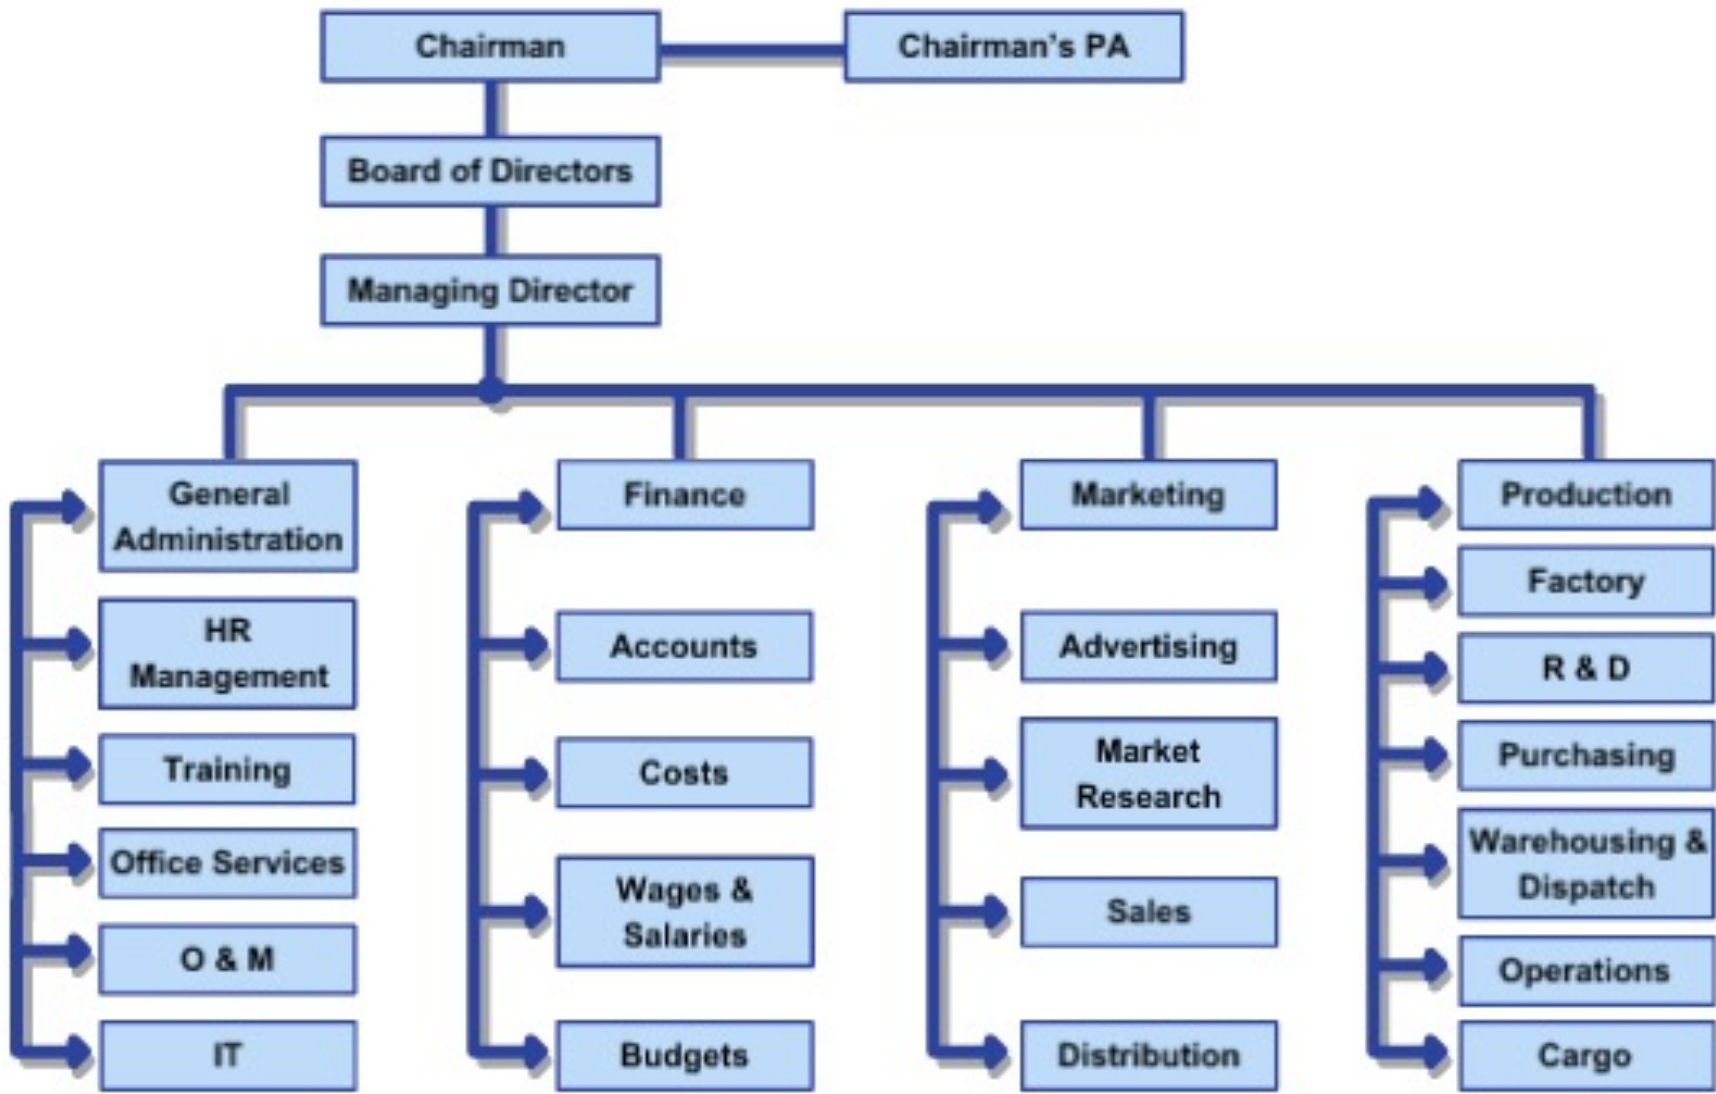 Chairman
Chairman's PA
Board of Directors
Managing Director
General
Administration
HR
Management
Training
Office Services
O & M
IT
Finance
Accounts
Costs
Wages &
Salaries
Budgets
Marketing
Advertising
Market
Research
Sales
Distribution
Production
Factory
R & D
Purchasing
Warehousing &
Dispatch
Operations
Cargo